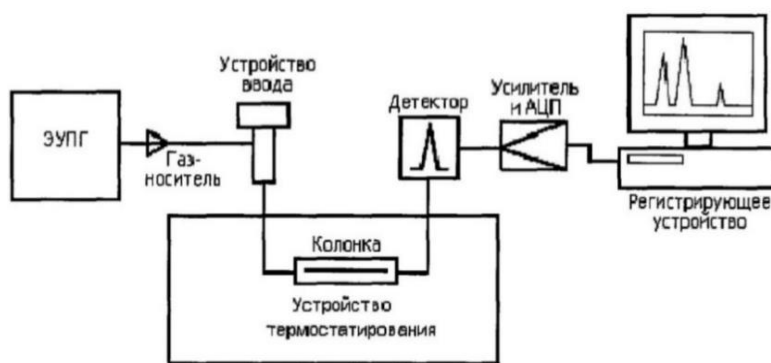 Устройство
ввода
ЭУПГ
Газ-
носитель
Детектор
Усилитель
и АЦП
Регистрирующее
устройство
Колонка
Устройство
термостатирования